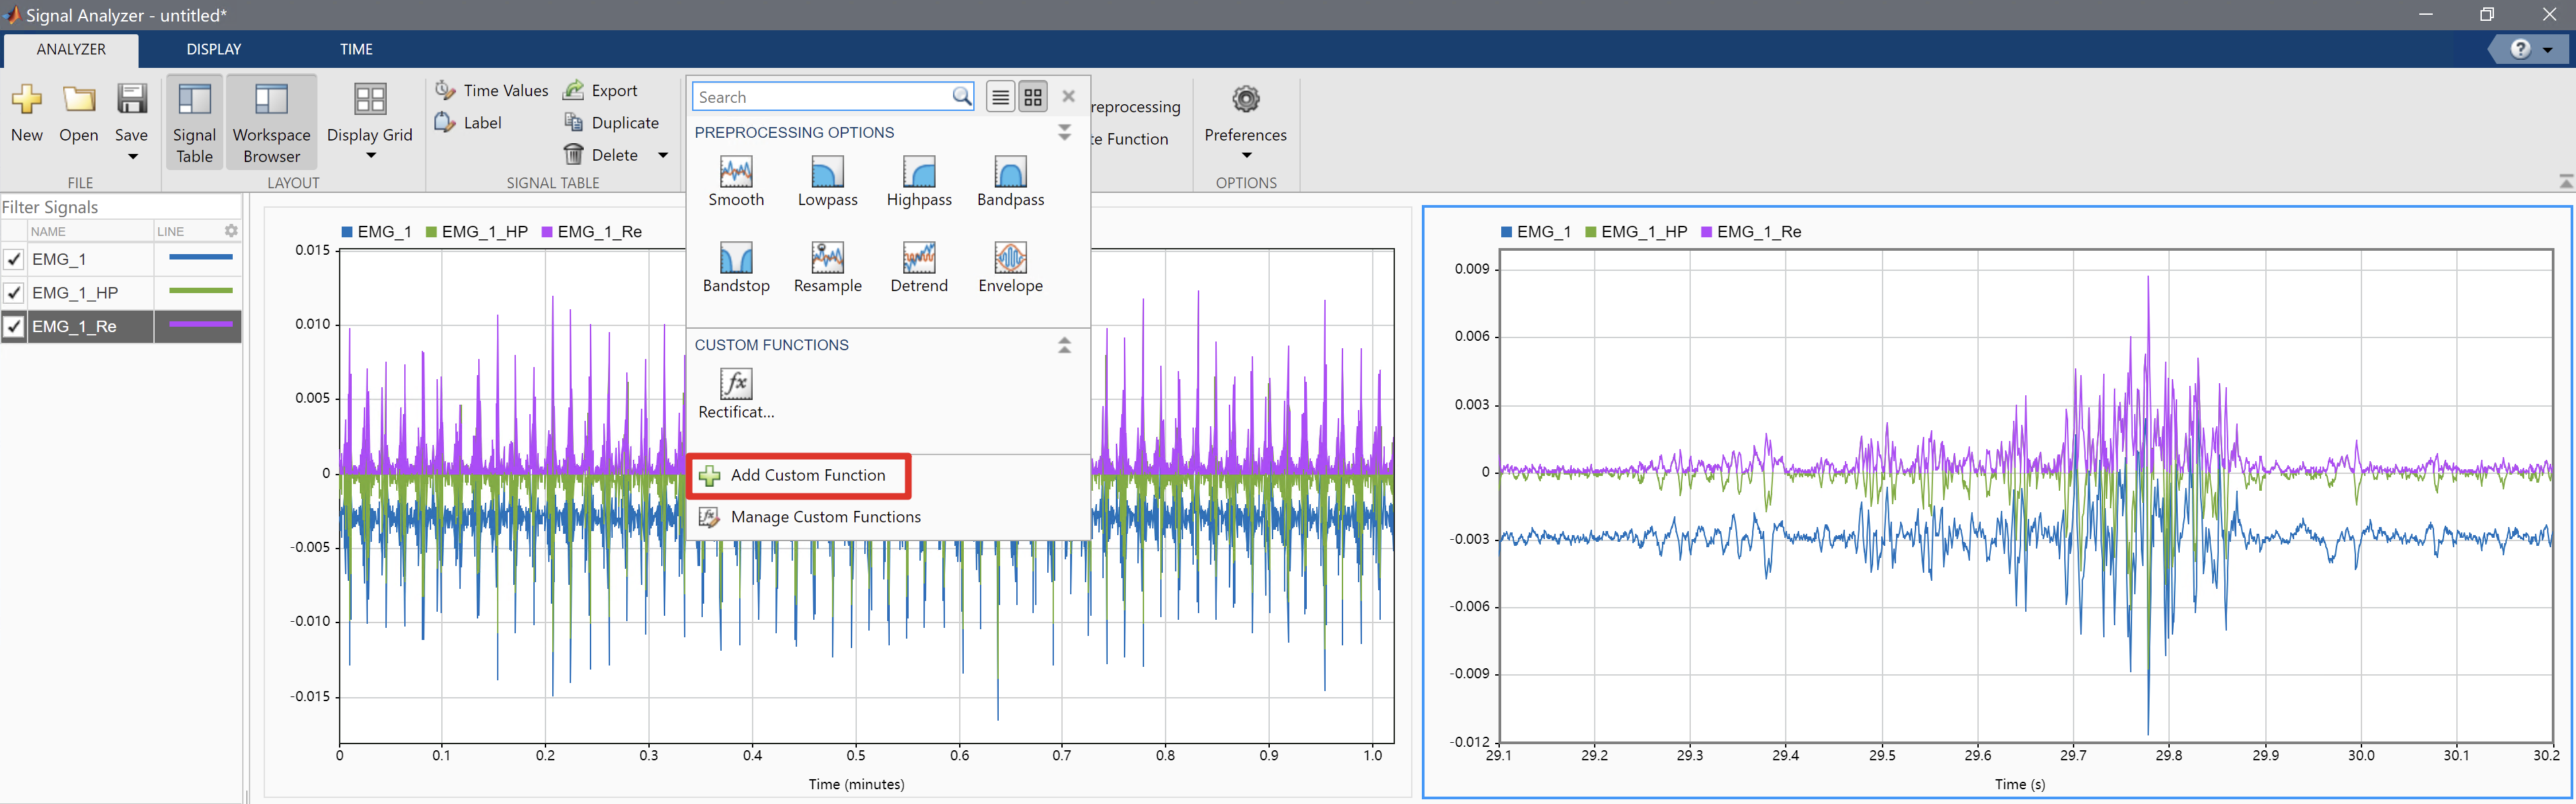 Signal Analyzer - untitled*
ANALYZER DISPLAY TIME
New Open Save
FILE
Signal Table
Workspace Browser
Display Grid
LAYOUT
Time Values
Label
Export
Duplicate
Delete
SIGNAL TABLE
Search
PREPROCESSING OPTIONS
Smooth Lowpass Highpass Bandpass
Bandstop Resample Detrend Envelope
CUSTOM FUNCTIONS
fx
Rectificat...
Add Custom Function
Manage Custom Functions
reprocessing
te Function
Preferences
OPTIONS
?
Filter Signals
NAME LINE
EMG_1
EMG_1_HP
EMG_1_Re
EMG_1 EMG_1_HP EMG_1_Re
0.015
0.010
0.005
0
-0.005
-0.010
-0.015
0 0.1 0.2 0.3 0.4 0.5 0.6 0.7 0.8 0.9 1.0
Time (minutes)
EMG_1 EMG_1_HP EMG_1_Re
0.009
0.006
0.003
0
-0.003
-0.006
-0.009
-0.012
29.1 29.2 29.3 29.4 29.5 29.6 29.7 29.8 29.9 30.0 30.1 30.2
Time (s)